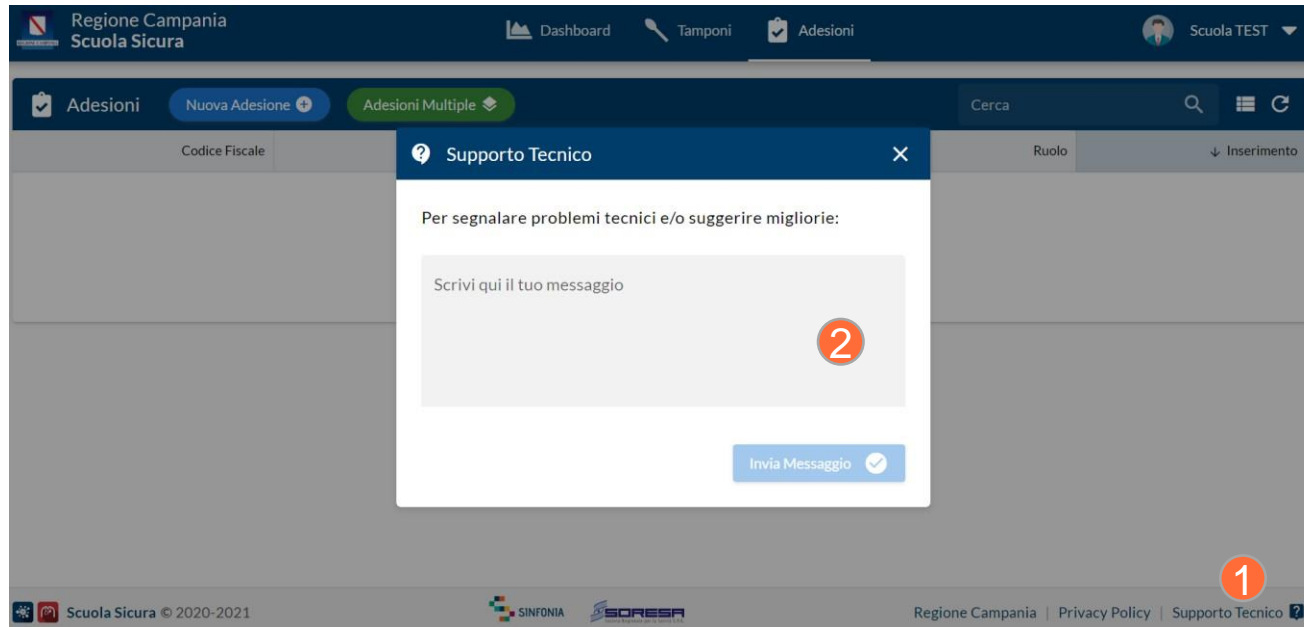 Regione Campania
Scuola Sicura
Dashboard
Tamponi
Adesioni
Scuola TEST
Adesioni
Nuova Adesione
Adesioni Multiple
Cerca
Codice Fiscale
Ruolo
Inserimento
Supporto Tecnico
Per segnalare problemi tecnici e/o suggerire migliorie:
Scrivi qui il tuo messaggio
2
Invia Messaggio
1
Scuola Sicura © 2020-2021
SINFONIA
SORESA
Regione Campania | Privacy Policy | Supporto Tecnico